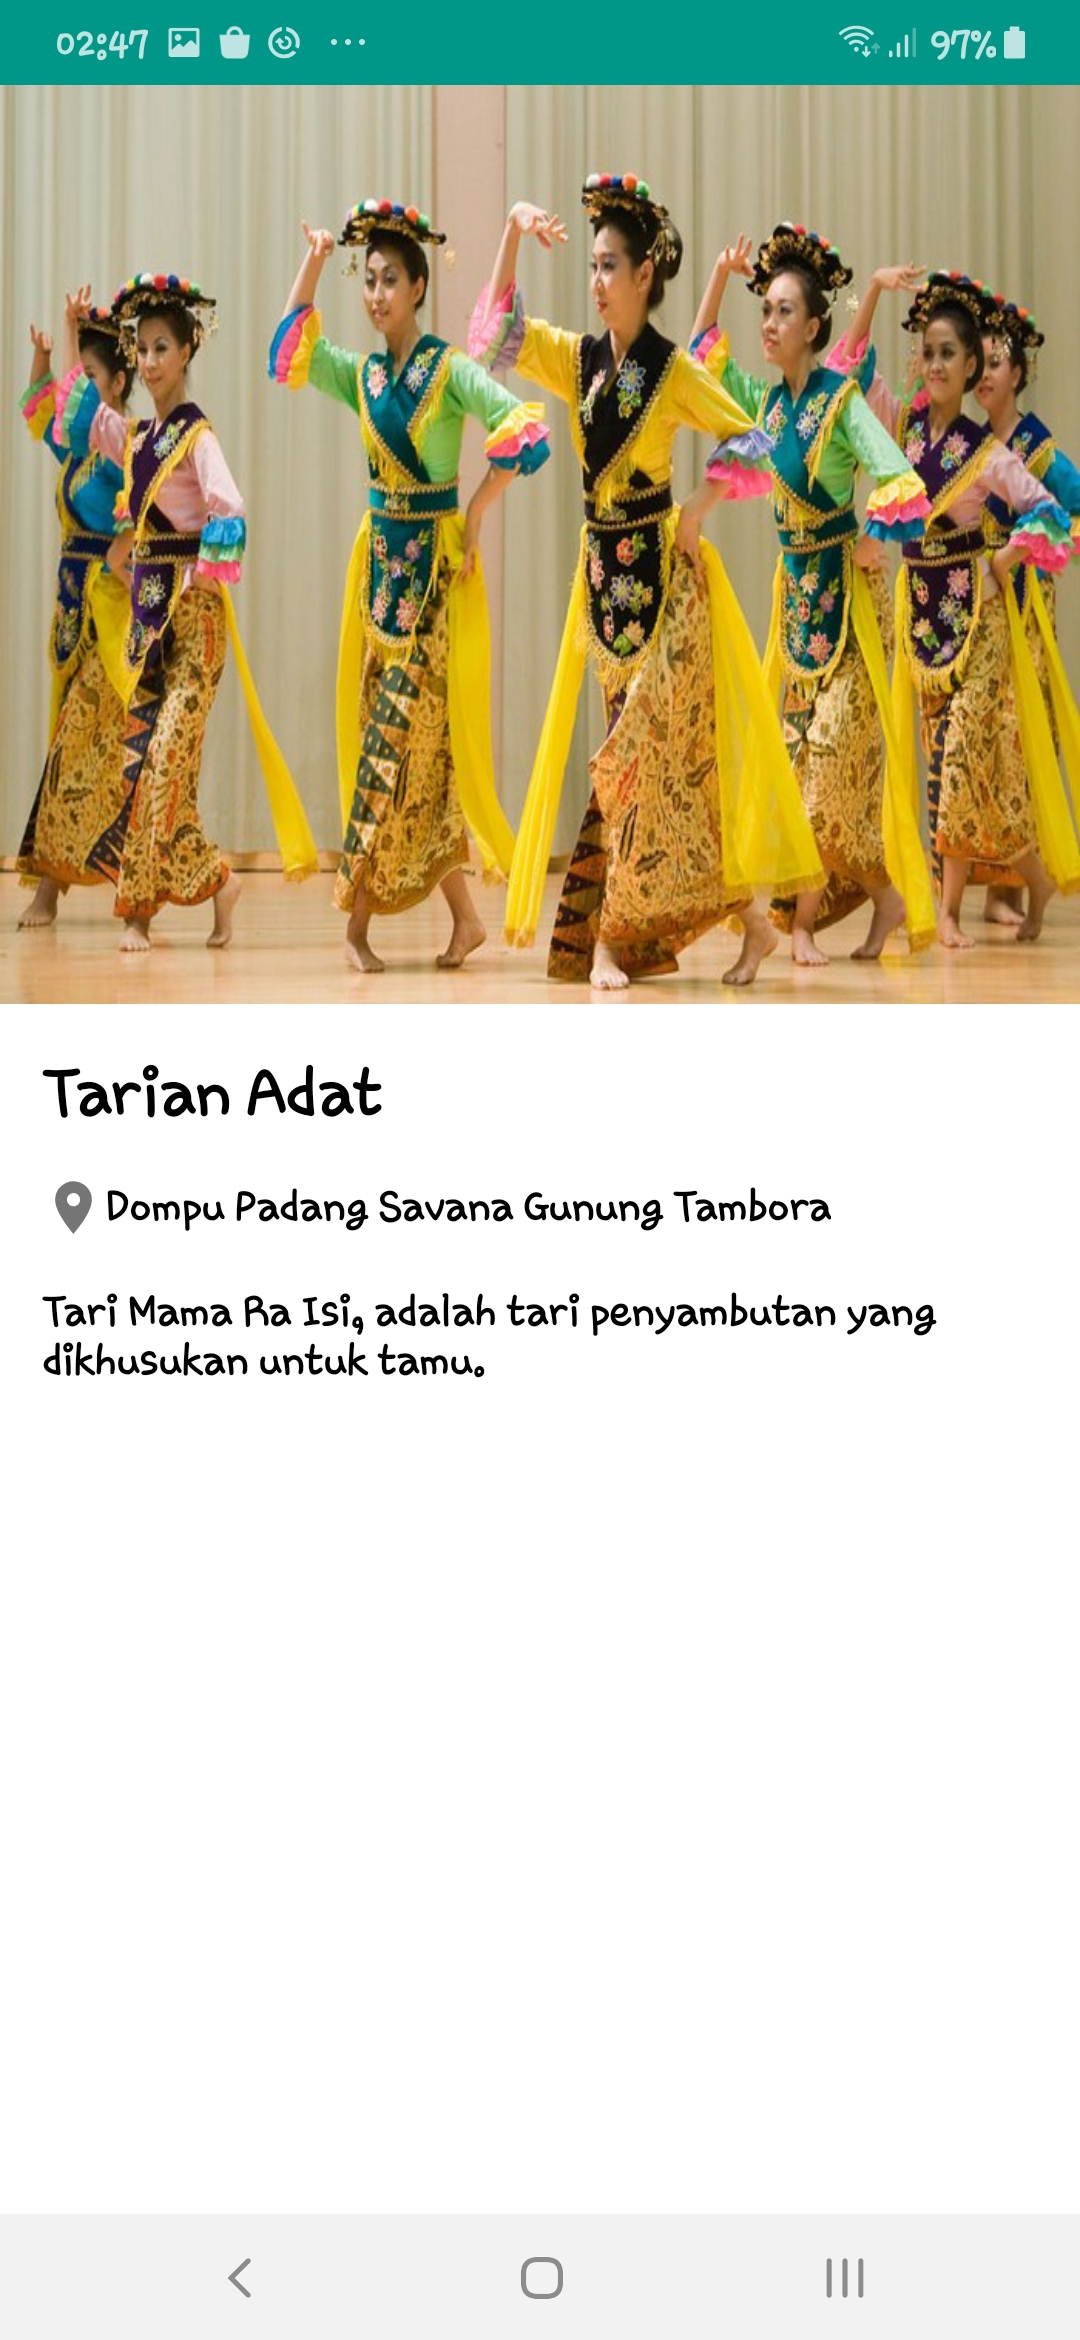 02:47 97%
Tarian Adat
Dompu Padang Savana Gunung Tambora
Tari Mama Ra Isi, adalah tari penyambutan yang
dikhusukan untuk tamu.